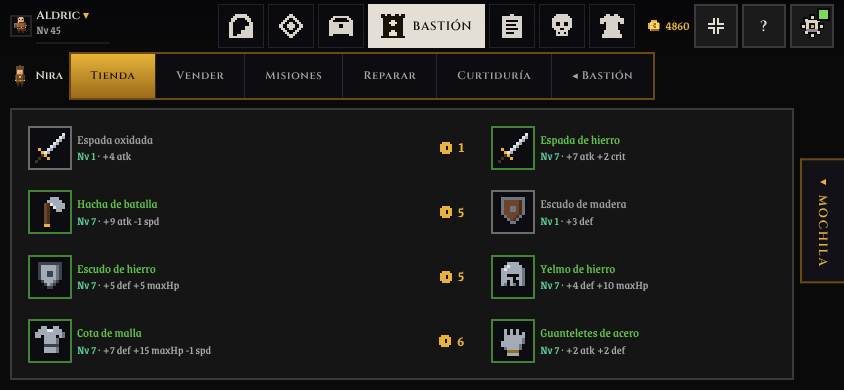 ALDRIC ▾
Nv 45
BASTIÓN
4860
?
NIRA
TIENDA
VENDER
MISIONES
REPARAR
CURTIDURÍA
◂ BASTIÓN
Espada oxidada
Nv 1 · +4 atk
1
Espada de hierro
Nv 7 · +7 atk +2 crit
Hacha de batalla
Nv 7 · +9 atk -1 spd
5
Escudo de madera
Nv 1 · +3 def
Escudo de hierro
Nv 7 · +5 def +5 maxHp
5
Yelmo de hierro
Nv 7 · +4 def +10 maxHp
Cota de malla
Nv 7 · +7 def +15 maxHp -1 spd
6
Guanteletes de acero
Nv 7 · +2 atk +2 def
◂ MOCHILA